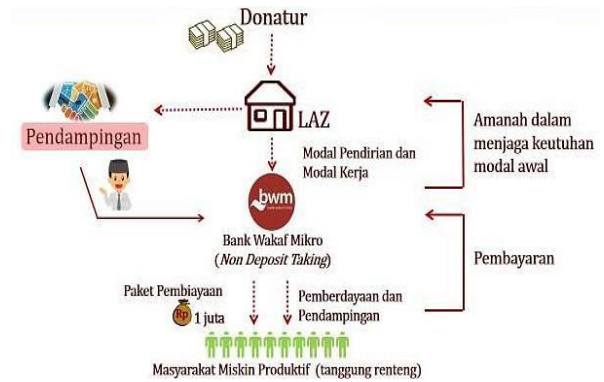 Donatur
LAZ
Pendampingan
Amanah dalam
menjaga keutuhan
modal awal
Modal Pendirian dan
Modal Kerja
bwm
Bank Wakaf Mikro
(Non Deposit Taking)
Pembayaran
Paket Pembiayaan
Rp 1 juta
Pemberdayaan dan
Pendampingan
Masyarakat Miskin Produktif (tanggung renteng)